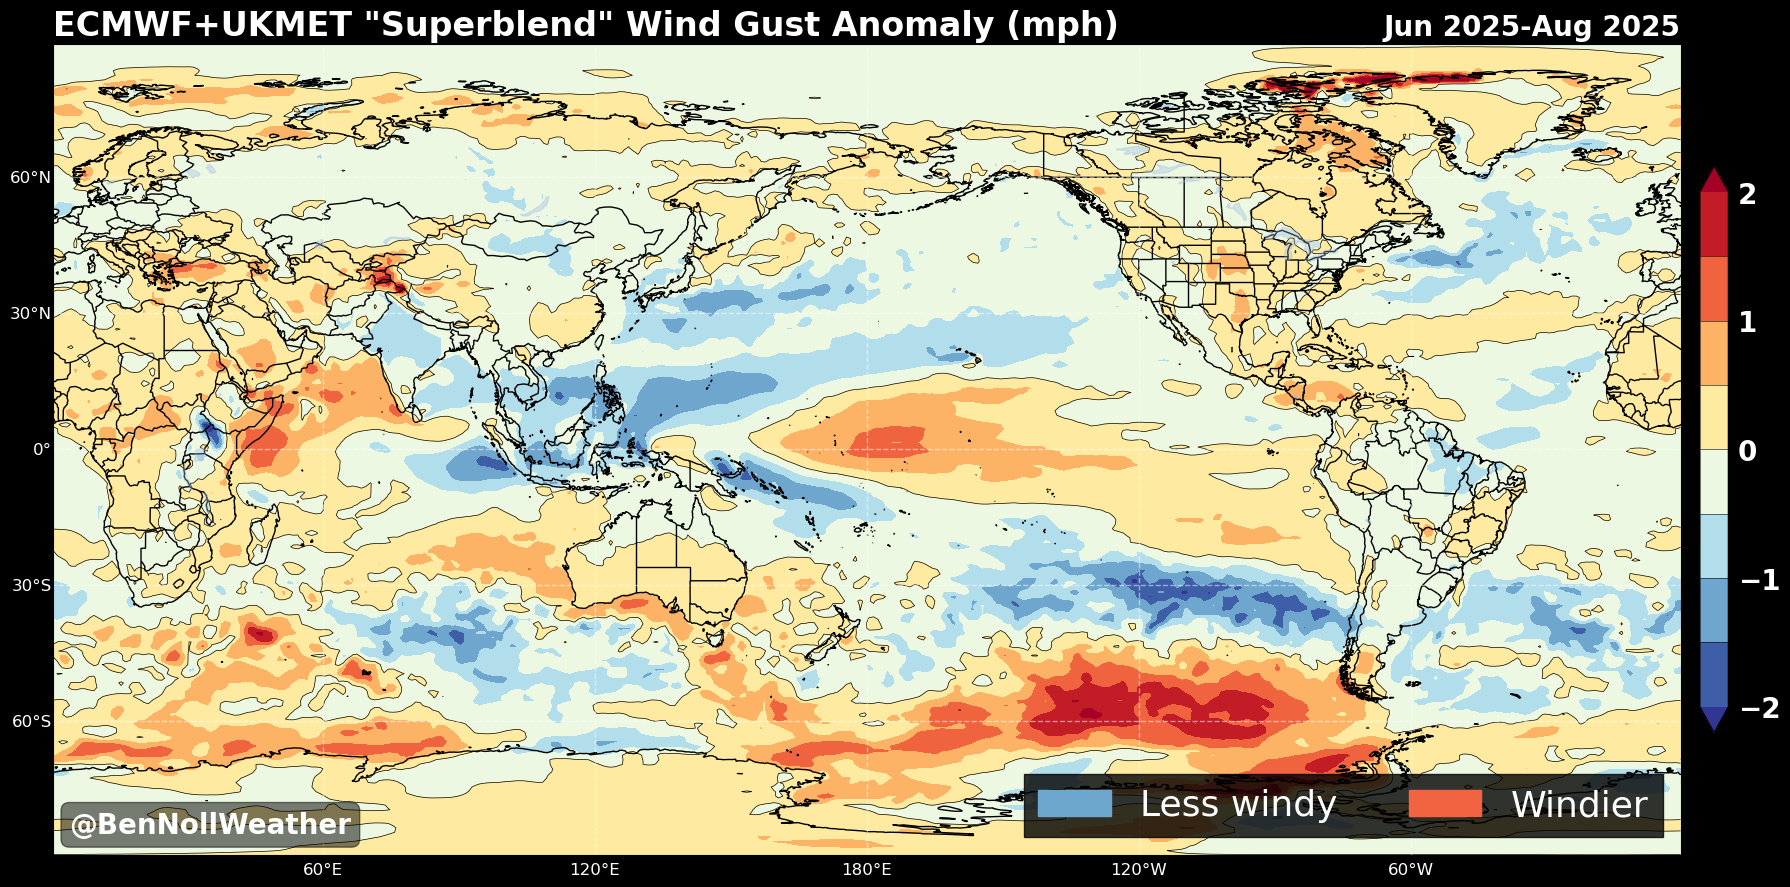 ECMWF+UKMET "Superblend" Wind Gust Anomaly (mph)
Jun 2025-Aug 2025
60°N
30°N
0°
30°S
60°S
2
1
0
−1
−2
Less windy
Windier
@BenNollWeather
60°E
120°E
180°E
120°W
60°W